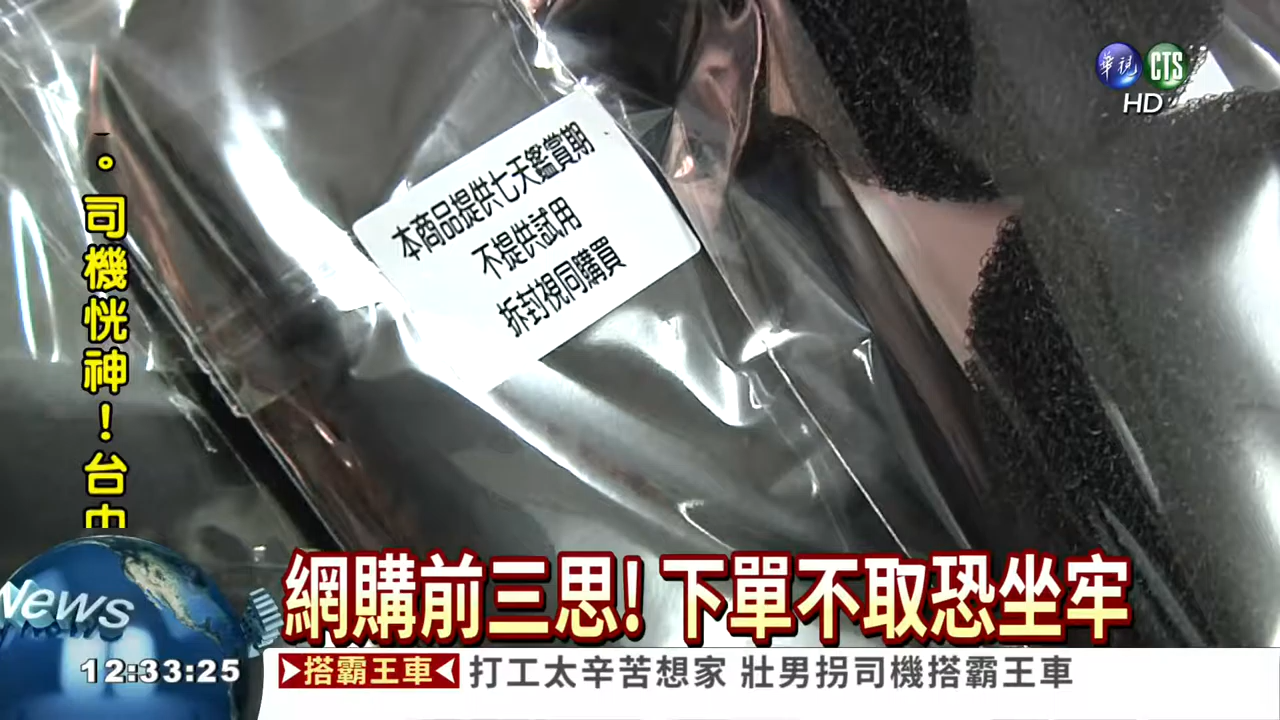 華視 CTS
HD
本商品提供七天鑑賞期
不提供試用
拆封視同購買
。司機恍神!台中
News
網購前三思! 下單不取恐坐牢
12:33:25
搭霸王車 打工太辛苦想家 壯男拐司機搭霸王車